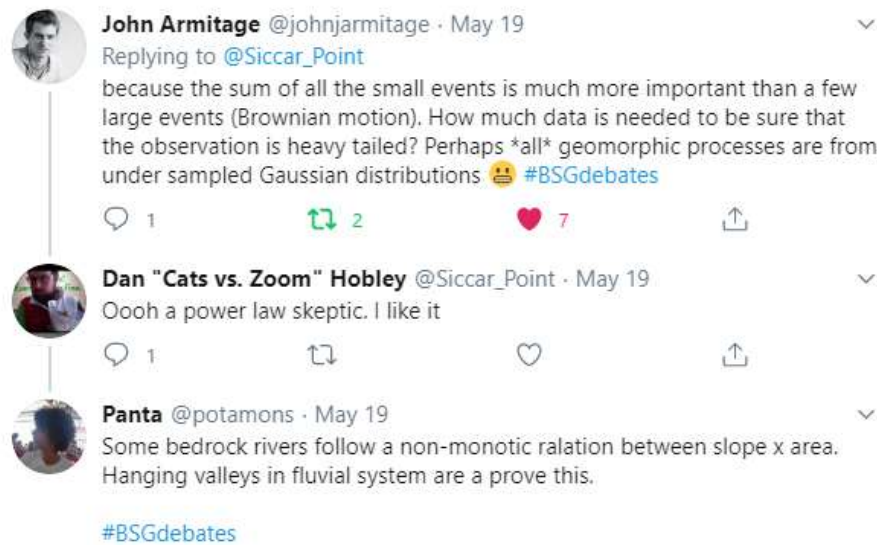 John Armitage @johnjarmitage · May 19
Replying to @Siccar_Point
because the sum of all the small events is much more important than a few
large events (Brownian motion). How much data is needed to be sure that
the observation is heavy tailed? Perhaps *all* geomorphic processes are from
under sampled Gaussian distributions 😬 #BSGdebates
1 2 7
Dan "Cats vs. Zoom" Hobley @Siccar_Point · May 19
Oooh a power law skeptic. I like it
1
Panta @potamons · May 19
Some bedrock rivers follow a non-monotic ralation between slope x area.
Hanging valleys in fluvial system are a prove this.
#BSGdebates